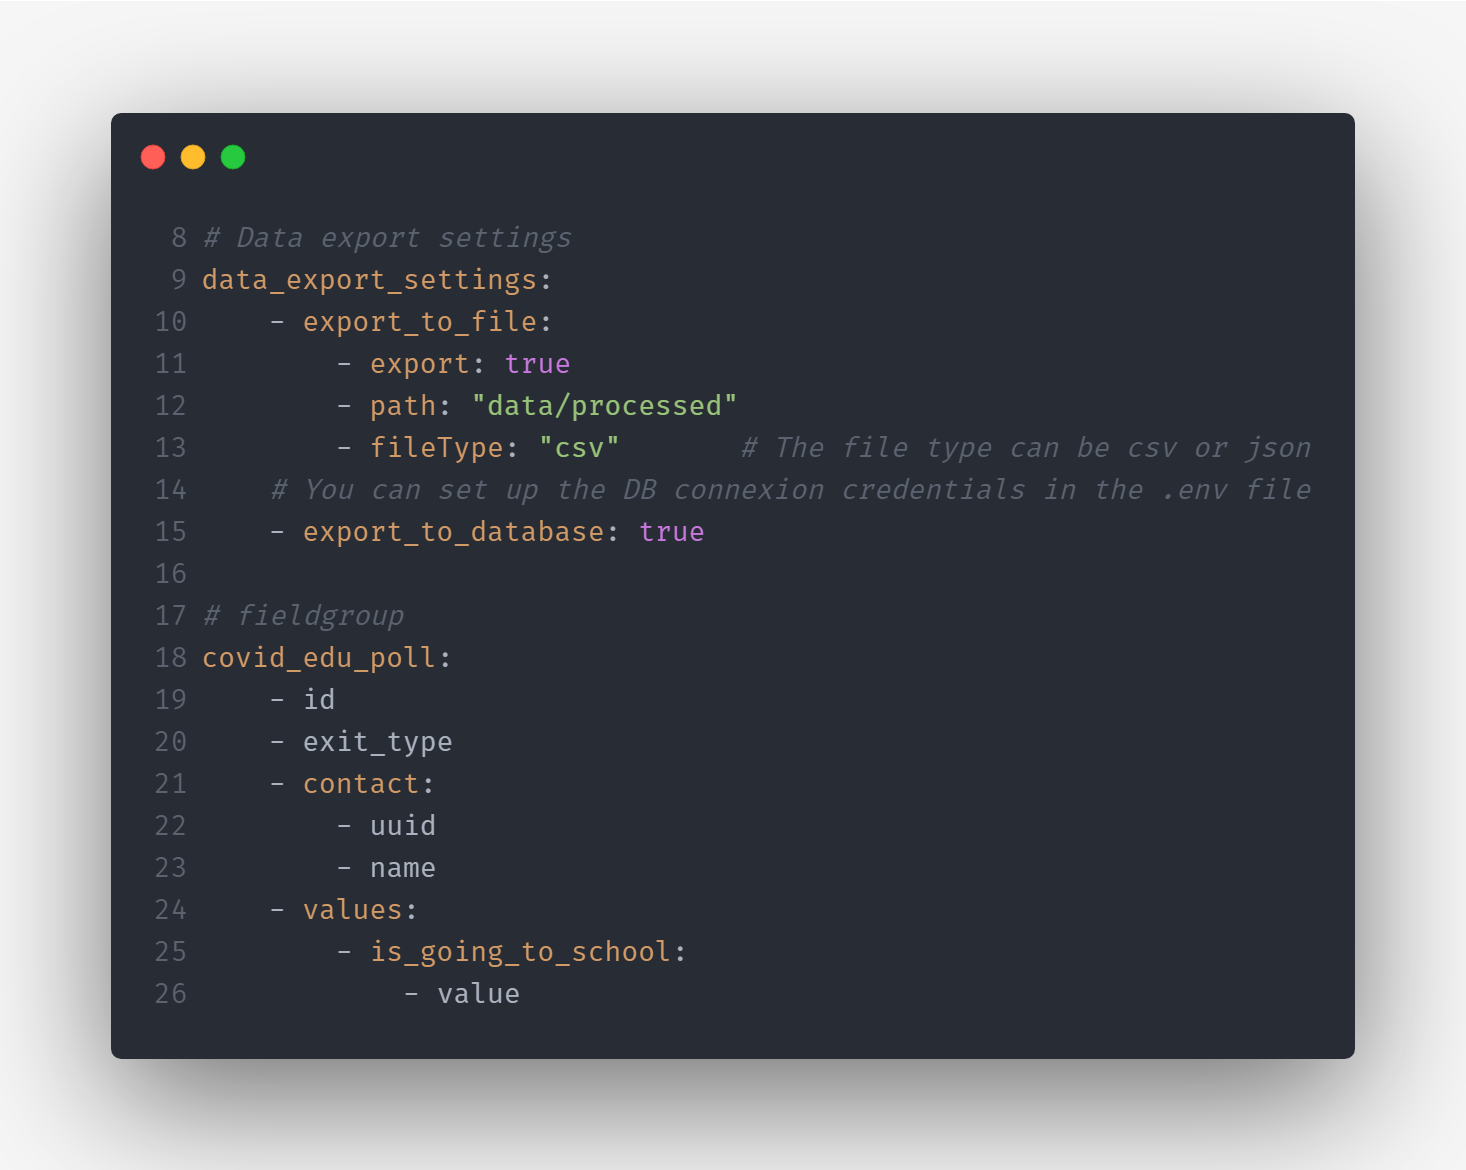 8 # Data export settings
9 data_export_settings:
10     - export_to_file:
11         - export: true
12         - path: "data/processed"
13         - fileType: "csv"       # The file type can be csv or json
14     # You can set up the DB connexion credentials in the .env file
15     - export_to_database: true
16
17 # fieldgroup
18 covid_edu_poll:
19     - id
20     - exit_type
21     - contact:
22         - uuid
23         - name
24     - values:
25         - is_going_to_school:
26             - value